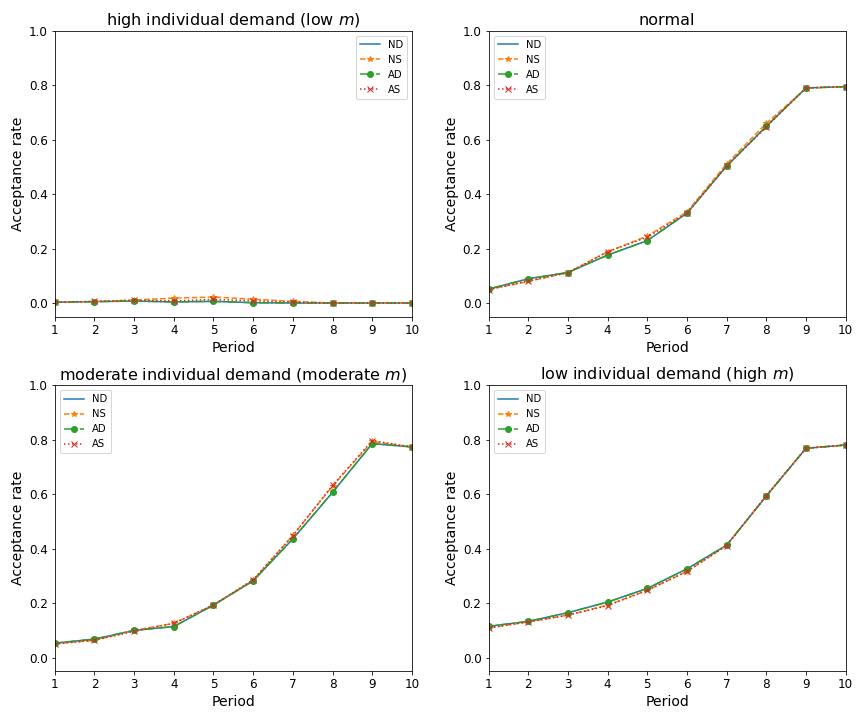 high individual demand (low m)
Acceptance rate
1.0
0.8
0.6
0.4
0.2
0.0
ND
NS
AD
AS
1 2 3 4 5 6 7 8 9 10
Period
normal
Acceptance rate
1.0
0.8
0.6
0.4
0.2
0.0
ND
NS
AD
AS
1 2 3 4 5 6 7 8 9 10
Period
moderate individual demand (moderate m)
Acceptance rate
1.0
0.8
0.6
0.4
0.2
0.0
ND
NS
AD
AS
1 2 3 4 5 6 7 8 9 10
Period
low individual demand (high m)
Acceptance rate
1.0
0.8
0.6
0.4
0.2
0.0
ND
NS
AD
AS
1 2 3 4 5 6 7 8 9 10
Period